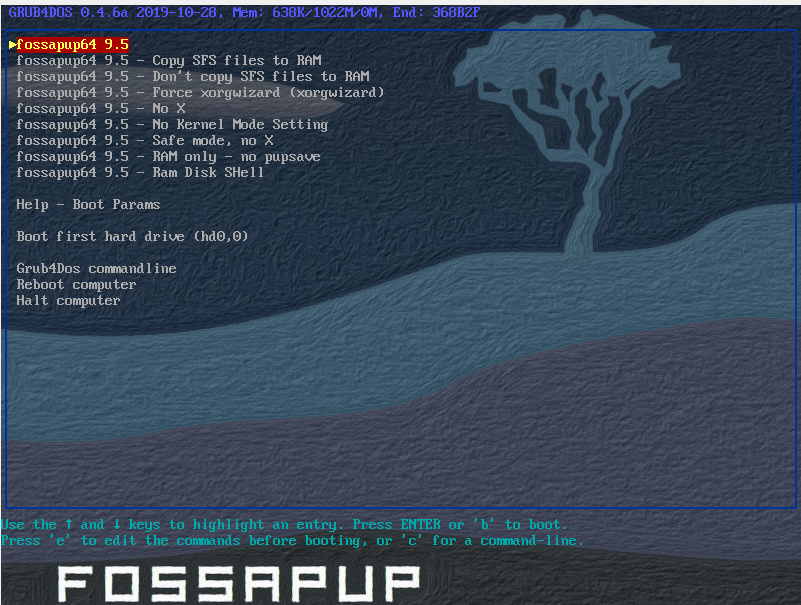 GRUB4DOS 0.4.6a 2019-10-28, Mem: 638K/1022M/0M, End: 368B2F
fossapup64 9.5
fossapup64 9.5 - Copy SFS files to RAM
fossapup64 9.5 - Don't copy SFS files to RAM
fossapup64 9.5 - Force xorgwizard (xorgwizard)
fossapup64 9.5 - No X
fossapup64 9.5 - No Kernel Mode Setting
fossapup64 9.5 - Safe mode, no X
fossapup64 9.5 - RAM only - no pupsave
fossapup64 9.5 - Ram Disk SHell
Help - Boot Params
Boot first hard drive (hd0,0)
Grub4Dos commandline
Reboot computer
Halt computer
Use the ↑ and ↓ keys to highlight an entry. Press ENTER or 'b' to boot.
Press 'e' to edit the commands before booting, or 'c' for a command-line.
FOSSAPUP